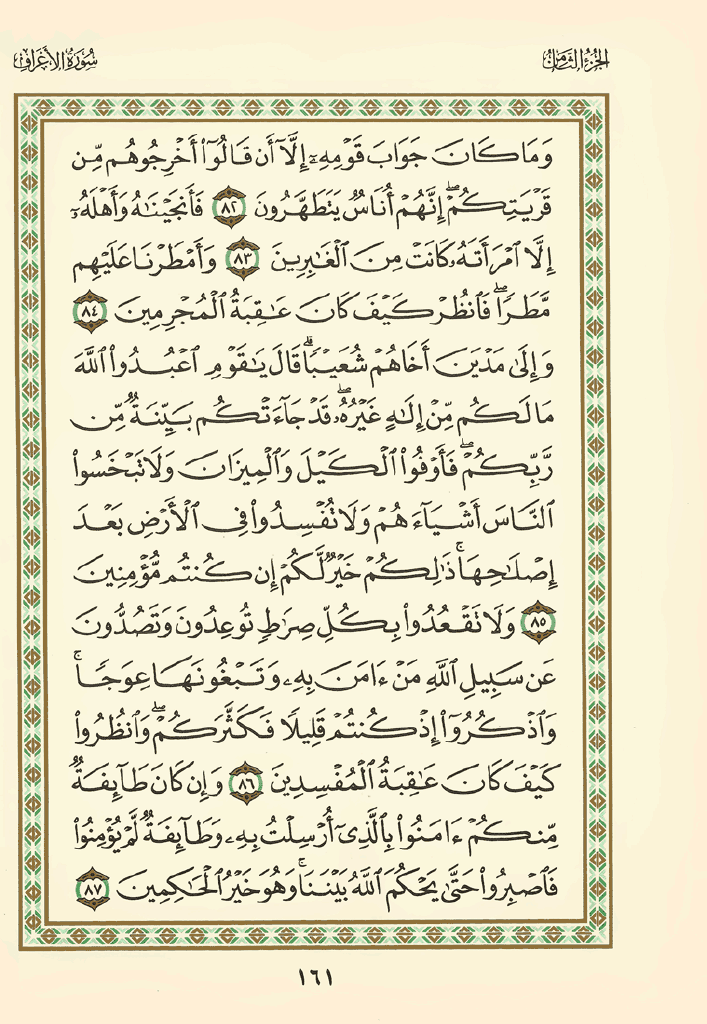 سُورَةُ الأَعْرَافِ
الجُزْءُ الثَّامِنُ
وَمَا كَانَ جَوَابَ قَوْمِهِۦٓ إِلَّآ أَن قَالُوٓا۟ أَخْرِجُوهُم مِّن
قَرْيَتِكُمْ ۖ إِنَّهُمْ أُنَاسٌ يَتَطَهَّرُونَ ٨٢ فَأَنجَيْنَٰهُ وَأَهْلَهُۥٓ
إِلَّا ٱمْرَأَتَهُۥ كَانَتْ مِنَ ٱلْغَٰبِرِينَ ٨٣ وَأَمْطَرْنَا عَلَيْهِم
مَّطَرًا ۖ فَٱنظُرْ كَيْفَ كَانَ عَٰقِبَةُ ٱلْمُجْرِمِينَ ٨٤
وَإِلَىٰ مَدْيَنَ أَخَاهُمْ شُعَيْبًا ۗ قَالَ يَٰقَوْمِ ٱعْبُدُوا۟ ٱللَّهَ
مَا لَكُم مِّنْ إِلَٰهٍ غَيْرُهُۥ ۖ قَدْ جَآءَتْكُم بَيِّنَةٌ مِّن
رَّبِّكُمْ ۖ فَأَوْفُوا۟ ٱلْكَيْلَ وَٱلْمِيزَانَ وَلَا تَبْخَسُوا۟
ٱلنَّاسَ أَشْيَآءَهُمْ وَلَا تُفْسِدُوا۟ فِى ٱلْأَرْضِ بَعْدَ
إِصْلَٰحِهَا ۚ ذَٰلِكُمْ خَيْرٌ لَّكُمْ إِن كُنتُم مُّؤْمِنِينَ
٨٥ وَلَا تَقْعُدُوا۟ بِكُلِّ صِرَٰطٍ تُوعِدُونَ وَتَصُدُّونَ
عَن سَبِيلِ ٱللَّهِ مَنْ ءَامَنَ بِهِۦ وَتَبْغُونَهَا عِوَجًا ۚ
وَٱذْكُرُوٓا۟ إِذْ كُنتُمْ قَلِيلًا فَكَثَّرَكُمْ ۖ وَٱنظُرُوا۟
كَيْفَ كَانَ عَٰقِبَةُ ٱلْمُفْسِدِينَ ٨٦ وَإِن كَانَ طَآئِفَةٌ
مِّنكُمْ ءَامَنُوا۟ بِٱلَّذِىٓ أُرْسِلْتُ بِهِۦ وَطَآئِفَةٌ لَّمْ يُؤْمِنُوا۟
فَٱصْبِرُوا۟ حَتَّىٰ يَحْكُمَ ٱللَّهُ بَيْنَنَا ۚ وَهُوَ خَيْرُ ٱلْحَٰكِمِينَ ٨٧
١٦١